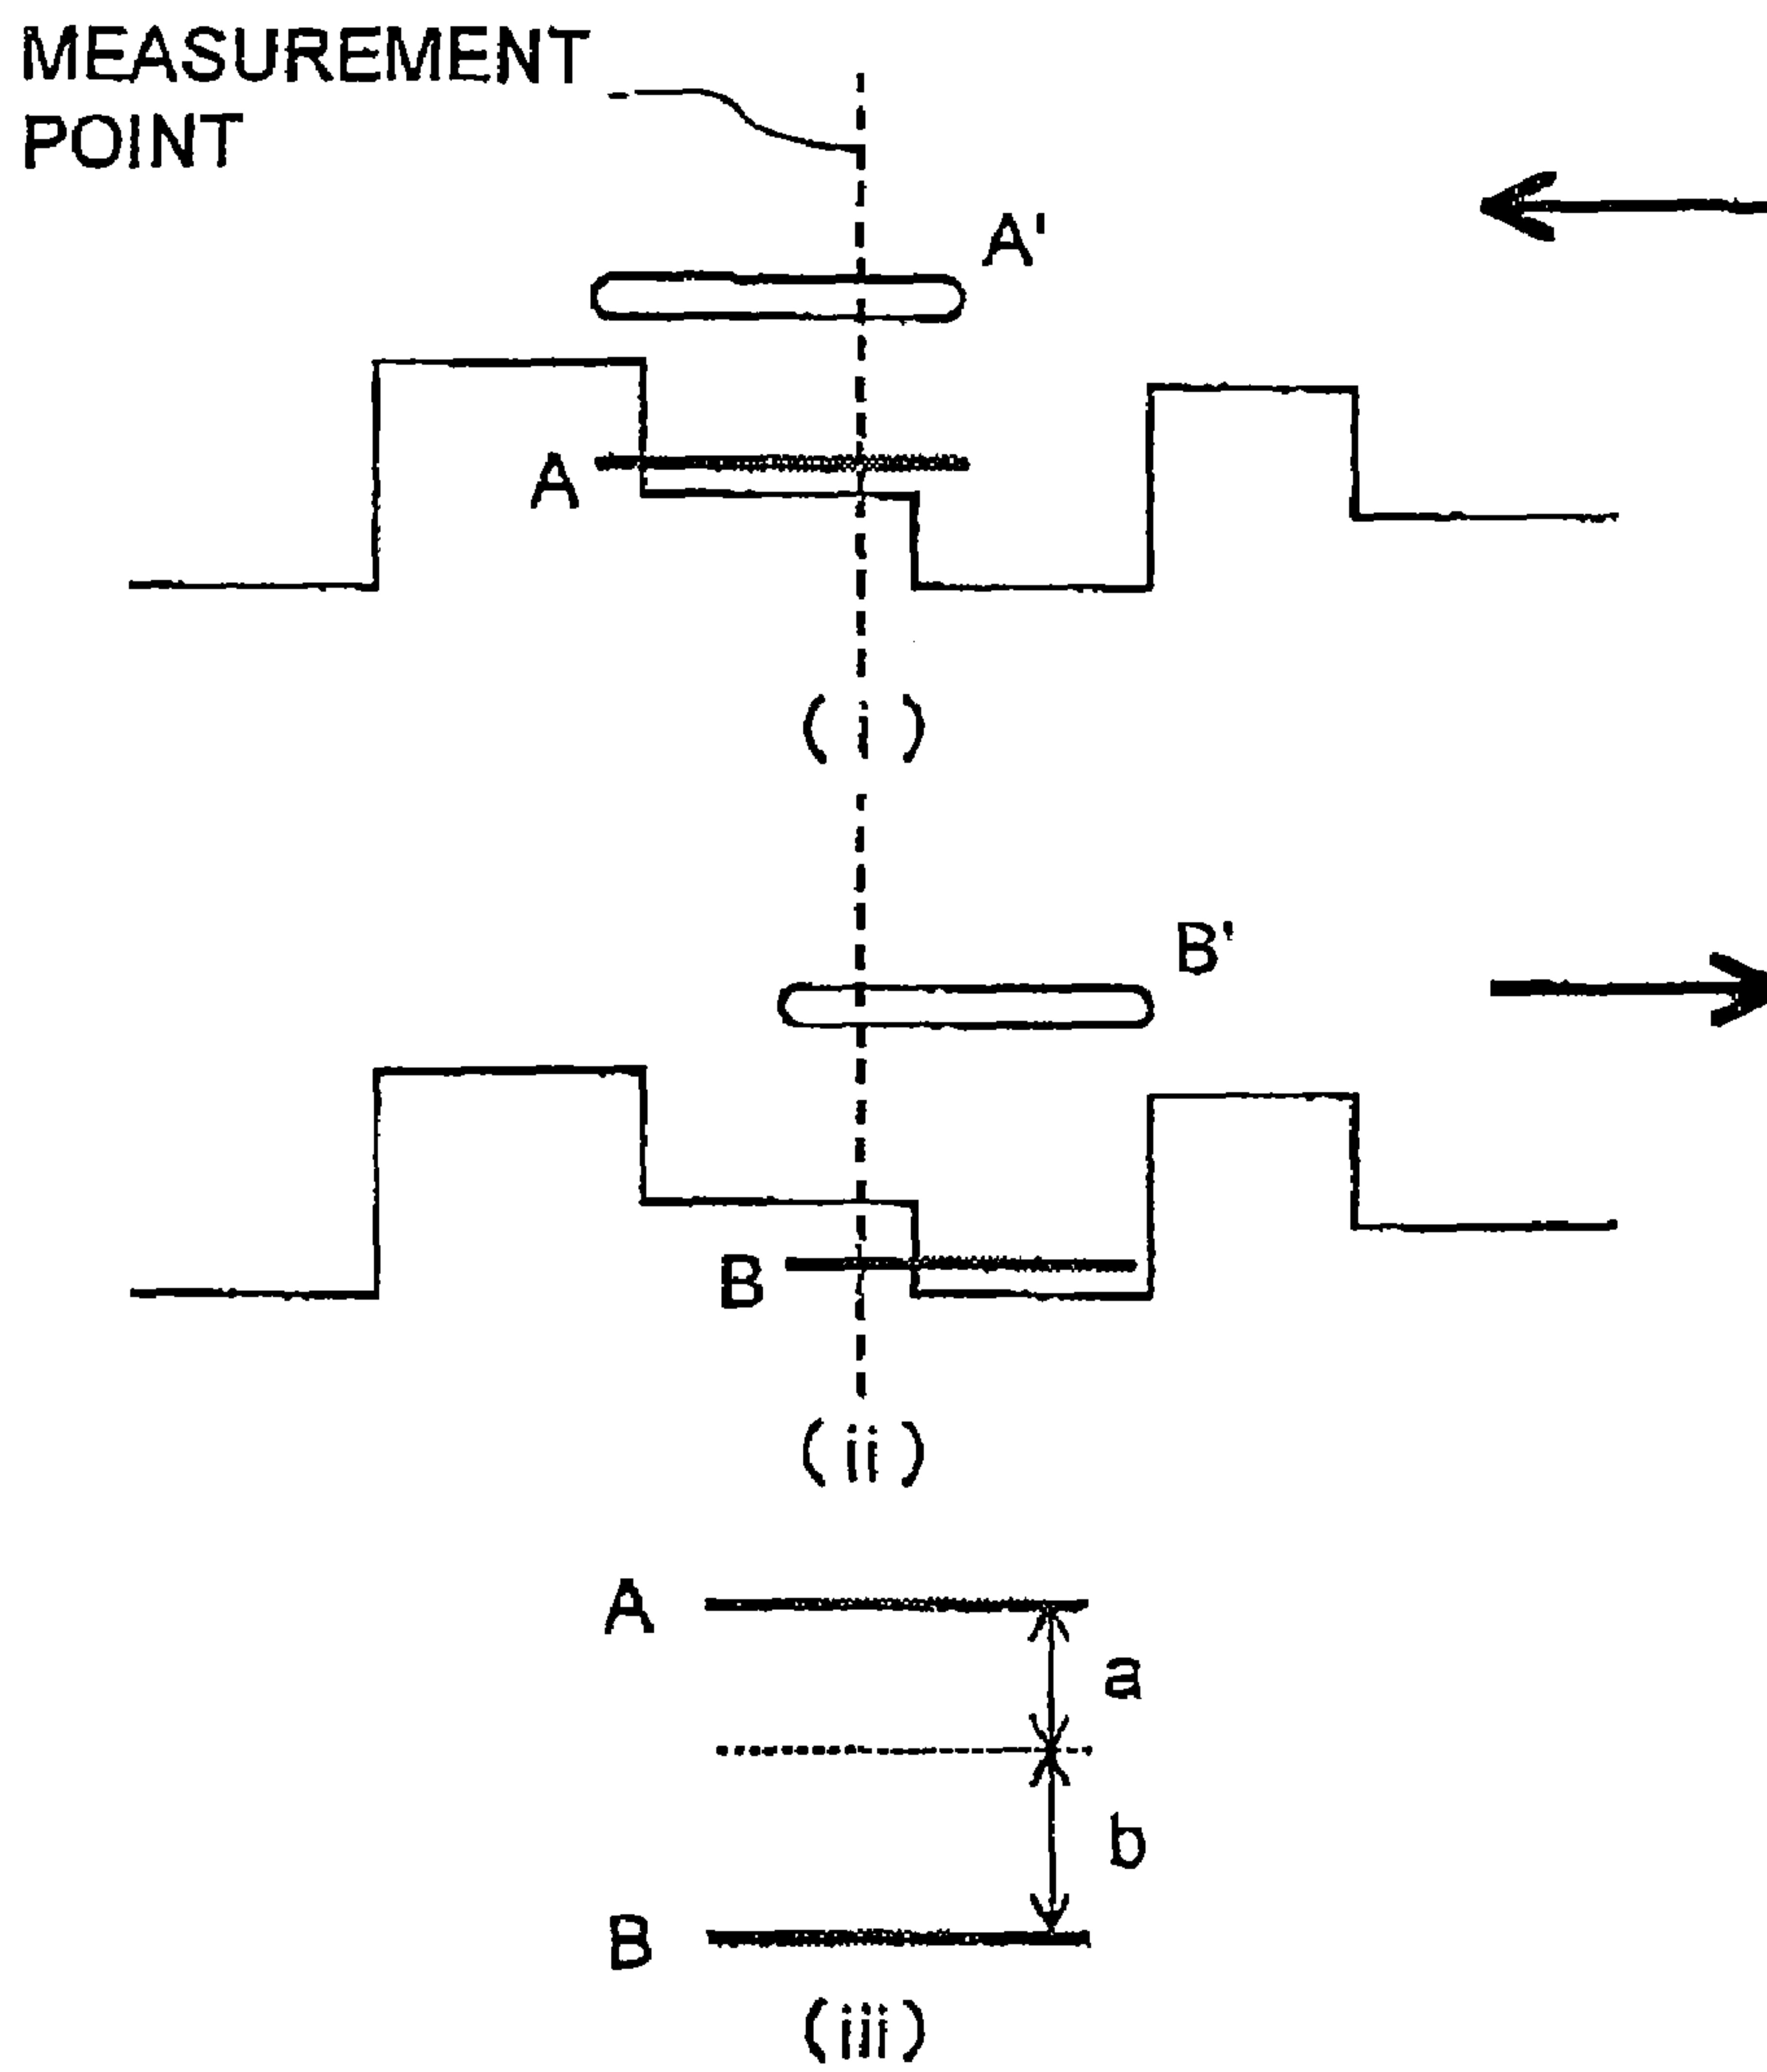 MEASUREMENT
POINT
A'
A
(i)
B'
B
(ii)
A
a
b
B
(iii)